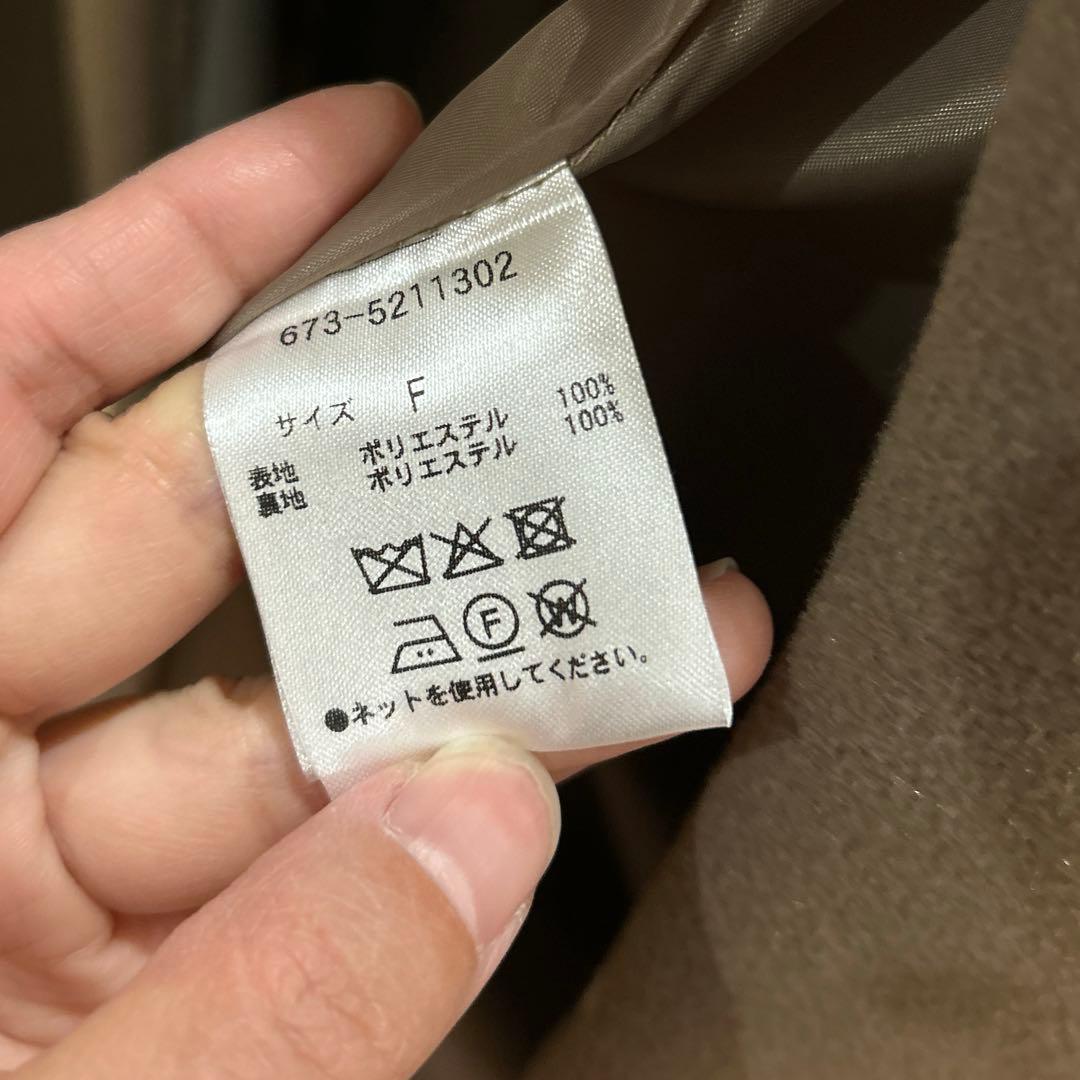 673-5211302
サイズ F
表地 ポリエステル 100%
裏地 ポリエステル 100%
F W
●ネットを使用してください。